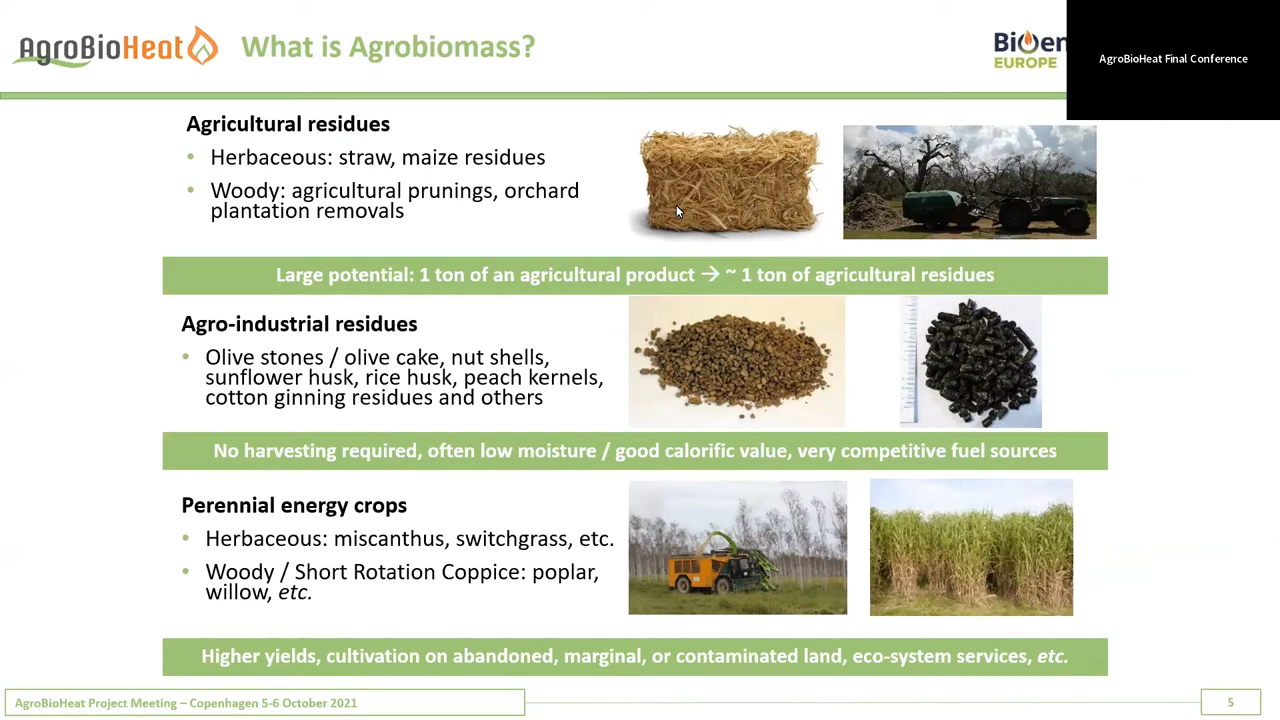 AgroBioHeat
What is Agrobiomass?
EUROPE
AgroBioHeat Final Conference
Agricultural residues
• Herbaceous: straw, maize residues
• Woody: agricultural prunings, orchard
plantation removals
Large potential: 1 ton of an agricultural product → ~ 1 ton of agricultural residues
Agro-industrial residues
• Olive stones / olive cake, nut shells,
sunflower husk, rice husk, peach kernels,
cotton ginning residues and others
No harvesting required, often low moisture / good calorific value, very competitive fuel sources
Perennial energy crops
• Herbaceous: miscanthus, switchgrass, etc.
• Woody / Short Rotation Coppice: poplar,
willow, etc.
Higher yields, cultivation on abandoned, marginal, or contaminated land, eco-system services, etc.
AgroBioHeat Project Meeting – Copenhagen 5-6 October 2021
5